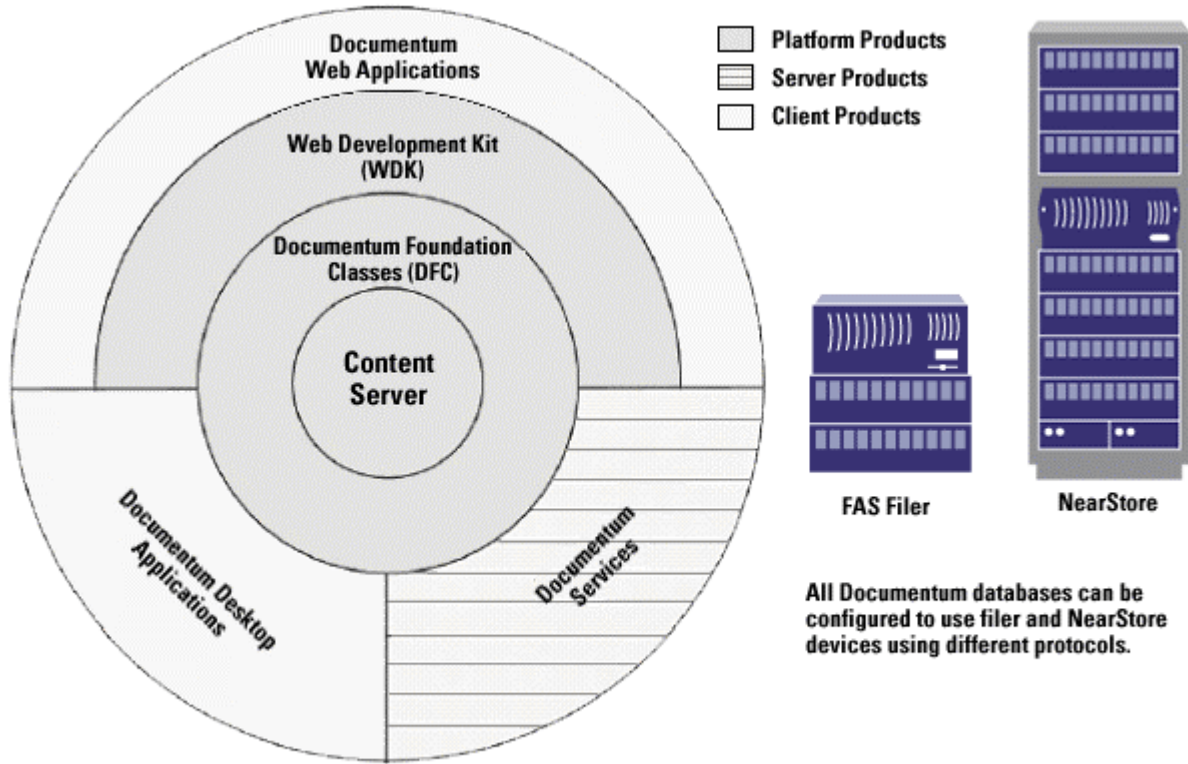 Documentum
Web Applications
Web Development Kit
(WDK)
Documentum Foundation
Classes (DFC)
Content
Server
Documentum Desktop
Applications
Documentum
Services
Platform Products
Server Products
Client Products
FAS Filer
NearStore
All Documentum databases can be
configured to use filer and NearStore
devices using different protocols.